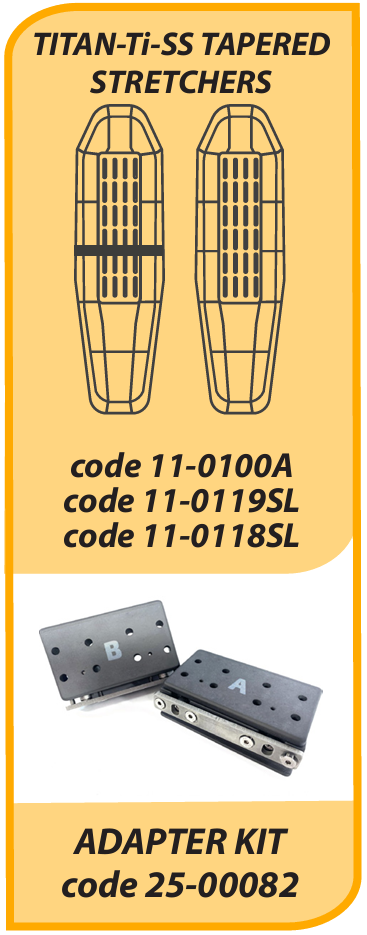 TITAN-Ti-SS TAPERED
STRETCHERS
code 11-0100A
code 11-0119SL
code 11-0118SL
B
A
ADAPTER KIT
code 25-00082